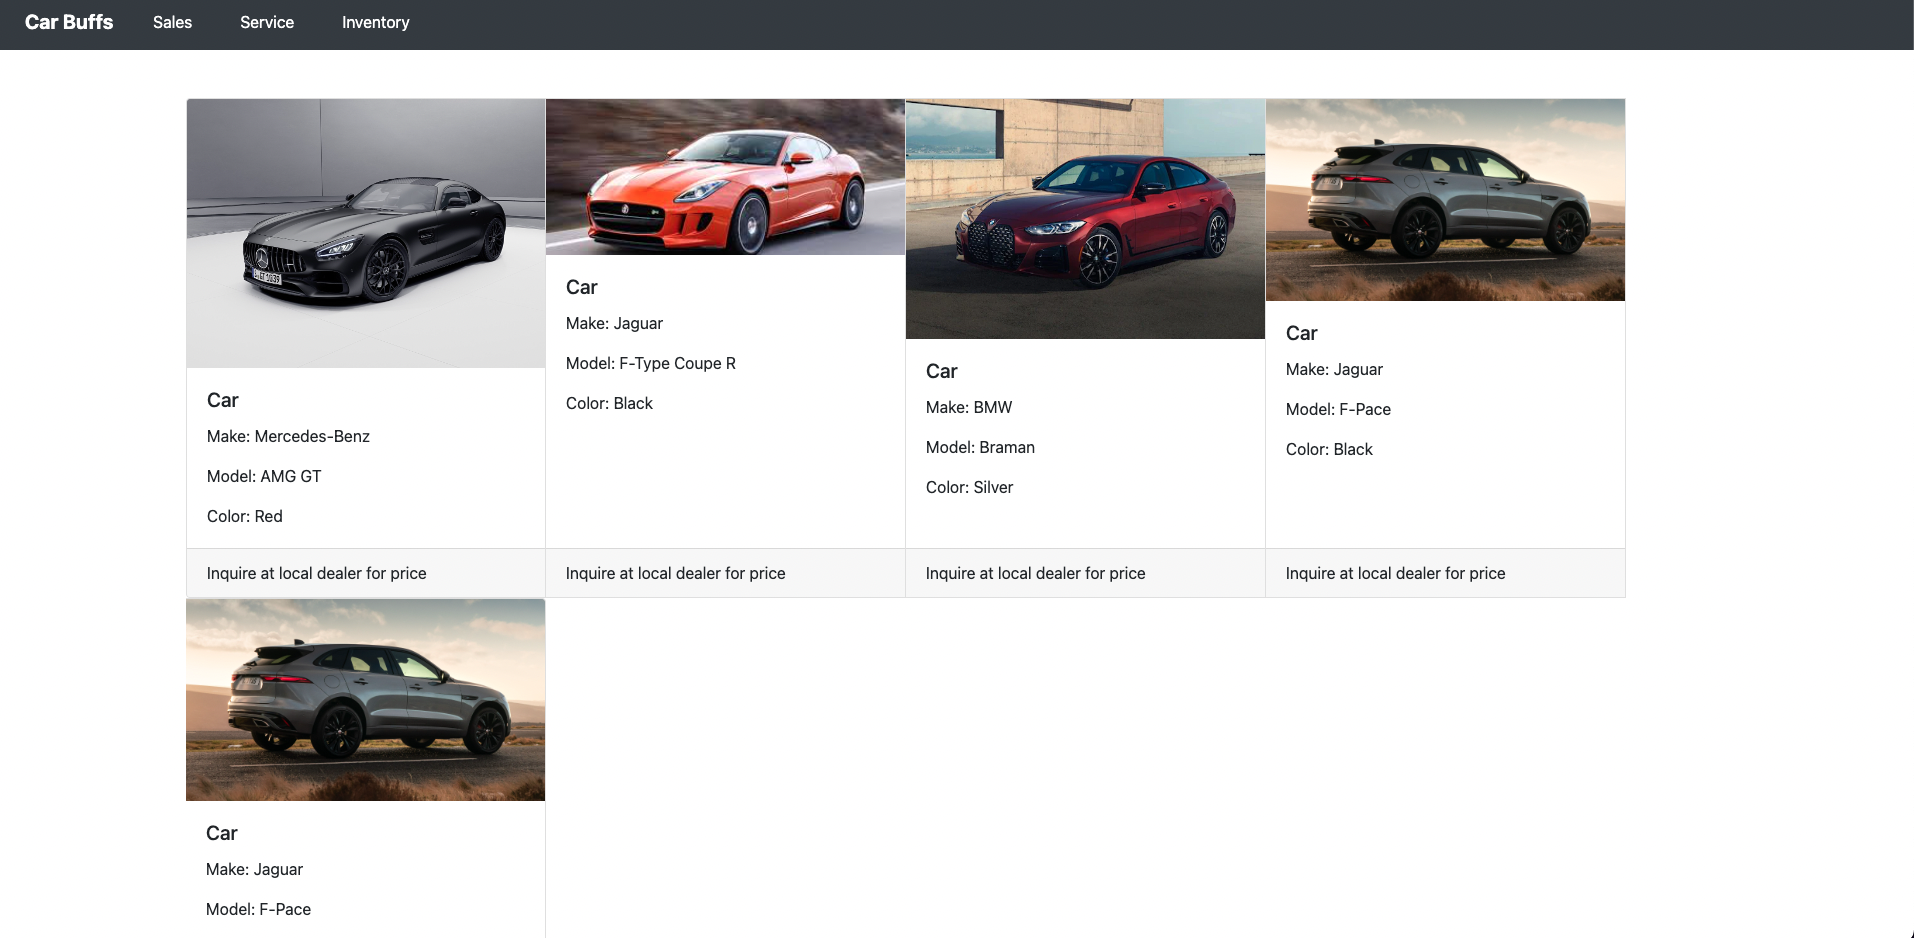 Car Buffs Sales Service Inventory
Car
Make: Mercedes-Benz
Model: AMG GT
Color: Red
Inquire at local dealer for price
Car
Make: Jaguar
Model: F-Type Coupe R
Color: Black
Inquire at local dealer for price
Car
Make: BMW
Model: Braman
Color: Silver
Inquire at local dealer for price
Car
Make: Jaguar
Model: F-Pace
Color: Black
Inquire at local dealer for price
Car
Make: Jaguar
Model: F-Pace